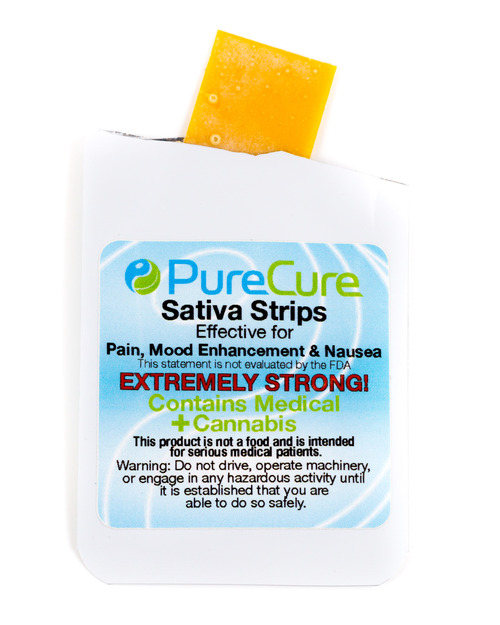 PureCure
Sativa Strips
Effective for
Pain, Mood Enhancement & Nausea
This statement is not evaluated by the FDA
EXTREMELY STRONG!
Contains Medical
+Cannabis
This product is not a food and is intended
for serious medical patients.
Warning: Do not drive, operate machinery,
or engage in any hazardous activity until
it is established that you are
able to do so safely.